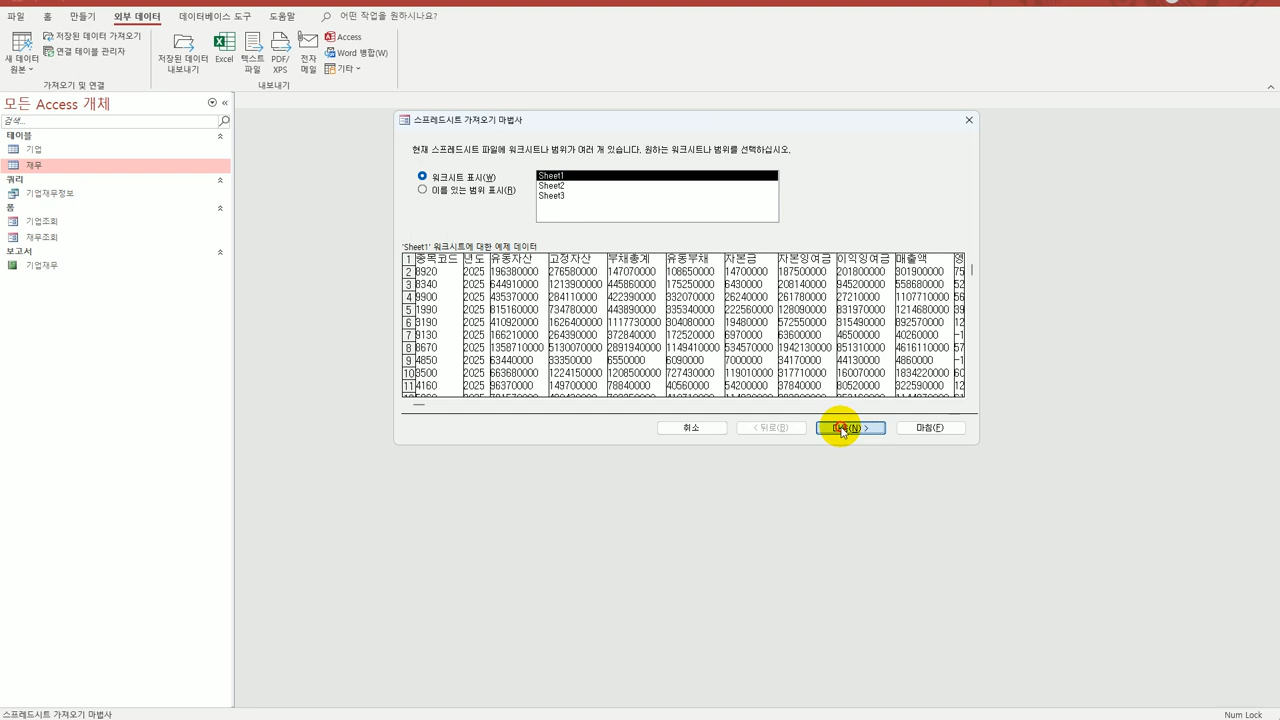 파일 홈 만들기 외부 데이터 데이터베이스 도구 도움말 어떤 작업을 원하시나요?
새 데이터 원본
저장된 데이터 가져오기
연결 테이블 관리자
가져오기 및 연결
저장된 데이터 내보내기
Excel
텍스트 파일
PDF/XPS
전자 메일
Access
Word 병합(W)
기타
내보내기
모든 Access 개체
검색...
테이블
기업
재무
쿼리
기업재무정보
폼
기업조회
재무조회
보고서
기업재무
스프레드시트 가져오기 마법사
현재 스프레드시트 파일에 워크시트나 범위가 여러 개 있습니다. 원하는 워크시트나 범위를 선택하십시오.
워크시트 표시(W)
이름 있는 범위 표시(R)
Sheet1
Sheet2
Sheet3
'Sheet1' 워크시트에 대한 예제 데이터
1 종목코드 년도 유동자산 고정자산 부채총계 유동부채 자본금 자본잉여금 이익잉여금 매출액 영
2 8920 2025 196380000 276580000 147070000 108650000 14700000 187500000 201800000 301900000 75
3 8340 2025 644910000 1213900000 445860000 175250000 6430000 208140000 945200000 558680000 52
4 9900 2025 435370000 284110000 422390000 332070000 26240000 261780000 27210000 1107710000 56
5 1990 2025 815160000 734780000 443890000 335340000 222560000 128090000 831970000 1214680000 39
6 3190 2025 410920000 1626400000 1117730000 304080000 19480000 572550000 315490000 892570000 12
7 9130 2025 166210000 264390000 372840000 172520000 6970000 63600000 46500000 40260000 -1
8 8670 2025 1358710000 5130070000 2891940000 1149410000 534570000 1942130000 851310000 4616110000 57
9 4850 2025 63440000 33350000 6550000 6090000 7000000 34170000 44130000 4860000 -1
10 3500 2025 663680000 1224150000 1208500000 727430000 119010000 317710000 160070000 1834220000 60
11 4160 2025 96370000 149700000 78840000 40560000 54200000 37840000 80520000 322590000 12
취소 < 뒤로(B) (N) > 마침(F)
스프레드시트 가져오기 마법사
Num Lock